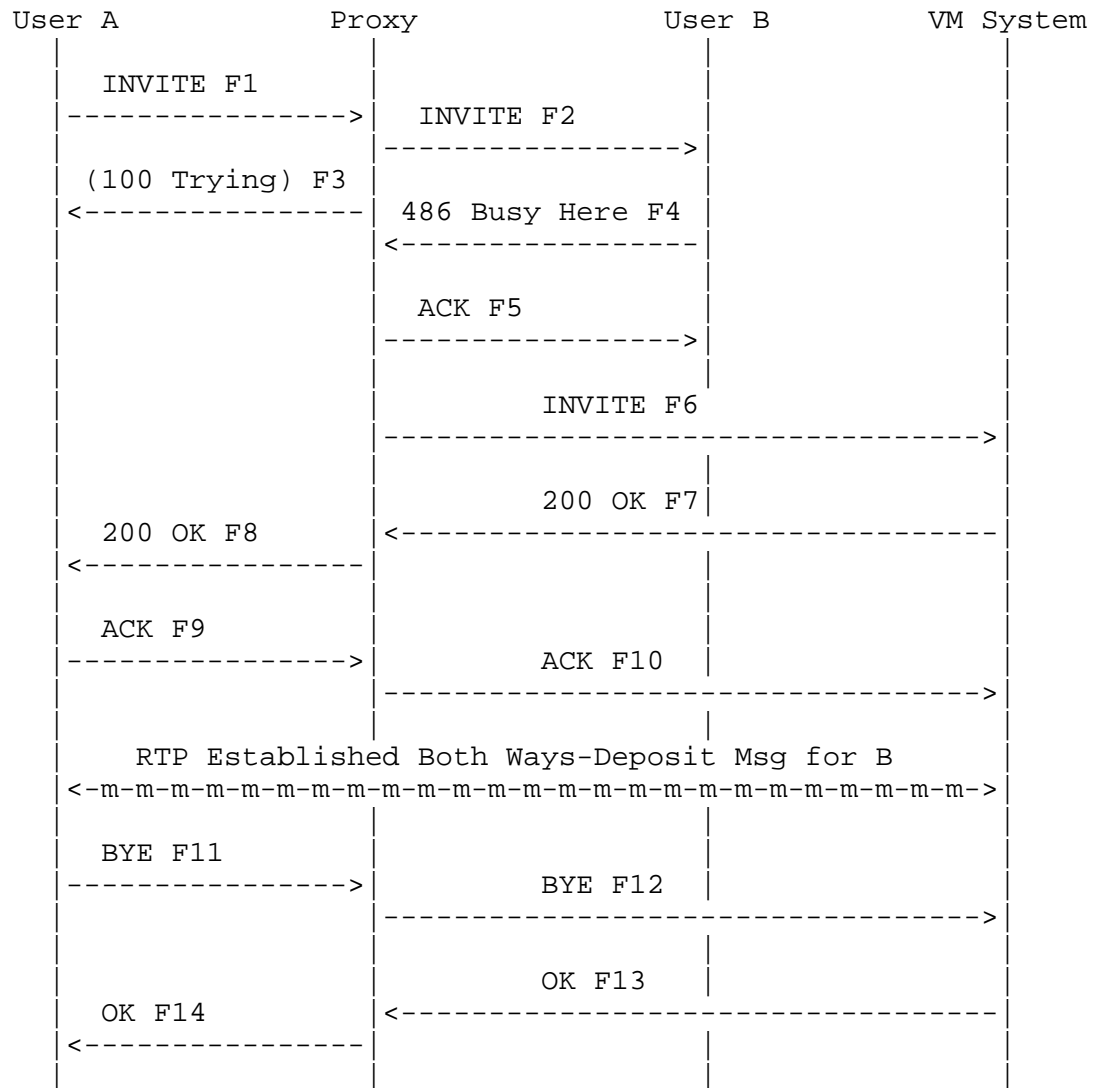 User A Proxy User B VM System
INVITE F1
INVITE F2
(100 Trying) F3
486 Busy Here F4
ACK F5
INVITE F6
200 OK F7
200 OK F8
ACK F9
ACK F10
RTP Established Both Ways-Deposit Msg for B
<-m-m-m-m-m-m-m-m-m-m-m-m-m-m-m-m-m-m-m-m-m-m-m-m-m->
BYE F11
BYE F12
OK F13
OK F14